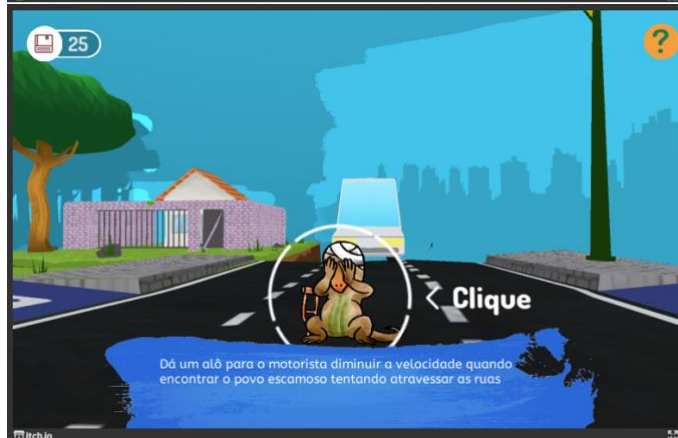 25
?
< Clique
Dá um alô para o motorista diminuir a velocidade quando
encontrar o povo escamoso tentando atravessar as ruas
itch.io